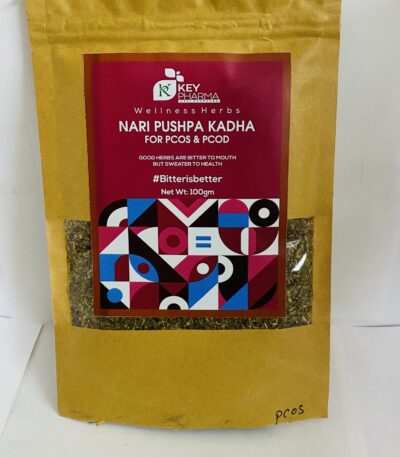 KEY
PHARMA
Wellness Herbs
NARI PUSHPA KADHA
FOR PCOS & PCOD
GOOD HERBS ARE BITTER TO MOUTH
BUT SWEATER TO HEALTH
#Bitterisbetter
Net Wt: 100gm
PCOS